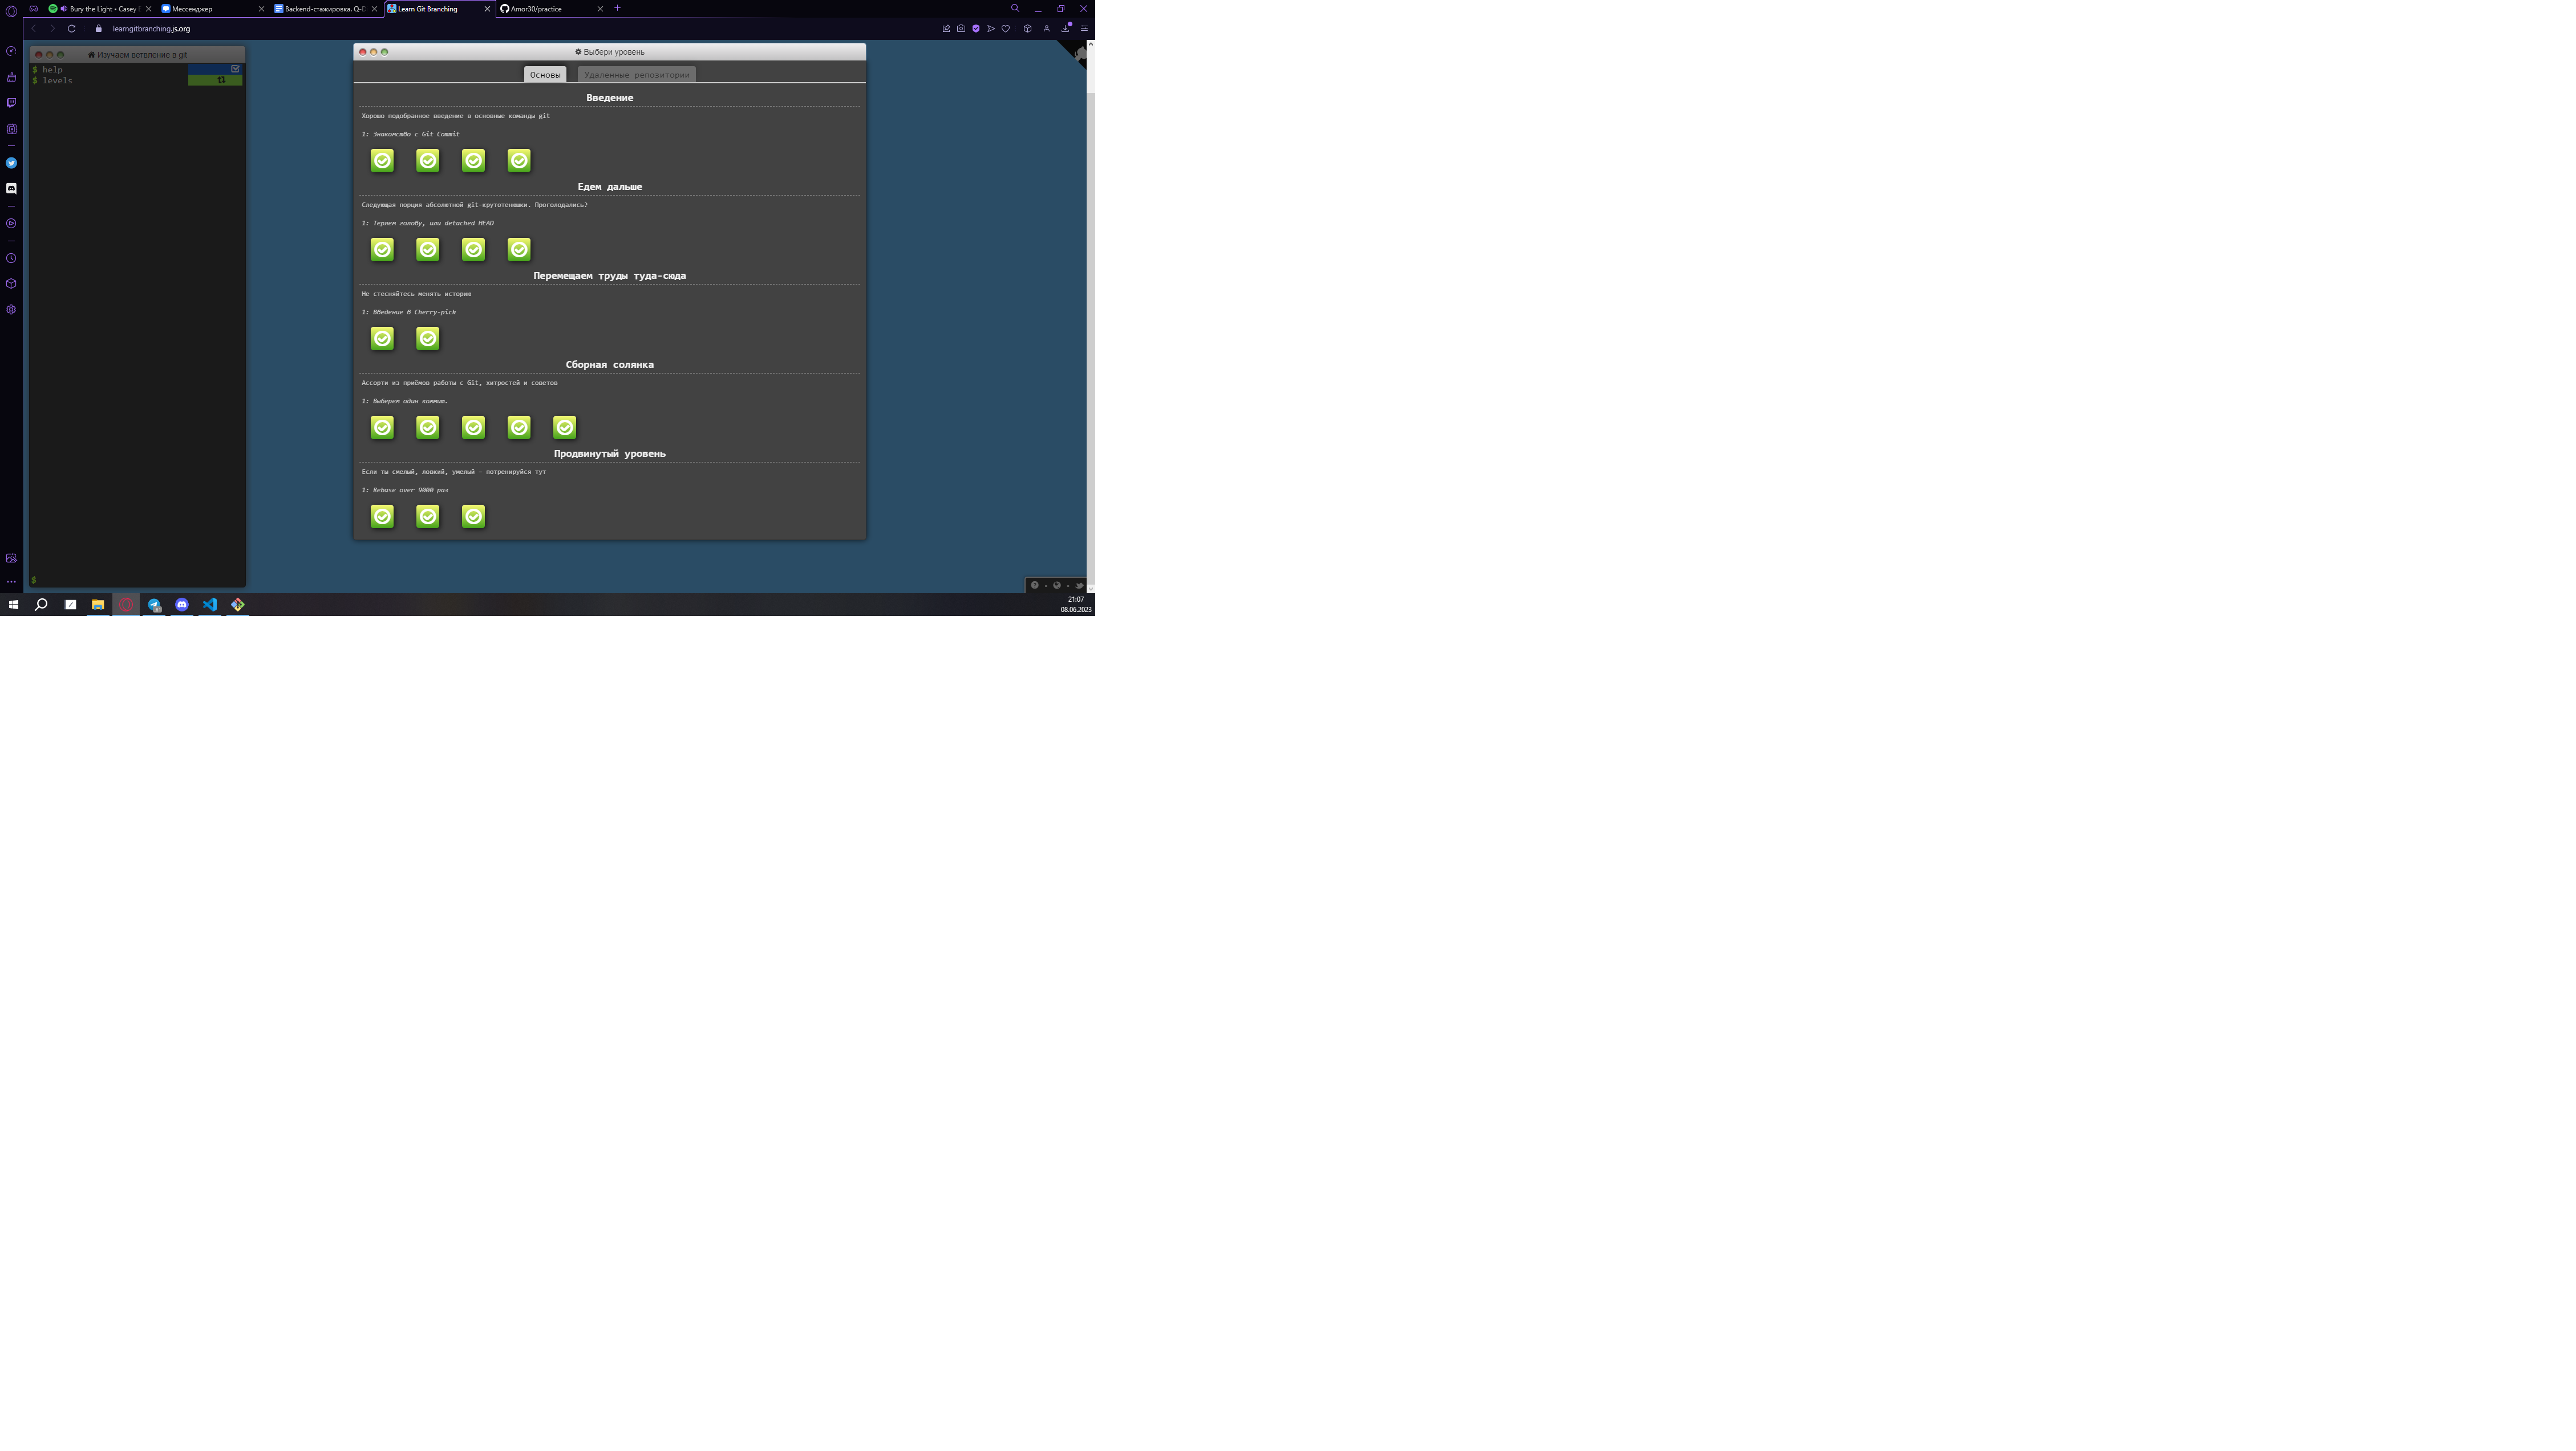 Bury the Light • Casey
Мессенджер
Backend-стажировка, Q-D
Learn Git Branching
Amor30/practice
learngitbranching.js.org
Изучаем ветвление в git
$ help
$ levels
$
Выбери уровень
Основы
Удаленные репозитории
Введение
Хорошо подобранное введение в основные команды git
1: Знакомство с Git Commit
Едем дальше
Следующая порция абсолютной git-крутотенюшки. Проголодались?
1: Теряем голову, или detached HEAD
Перемещаем труды туда-сюда
Не стесняйтесь менять историю
1: Введение в Cherry-pick
Сборная солянка
Ассорти из приёмов работы с Git, хитростей и советов
1: Выберем один коммит.
Продвинутый уровень
Если ты смелый, ловкий, умелый – потренируйся тут
1: Rebase over 9000 раз
21:07
08.06.2023